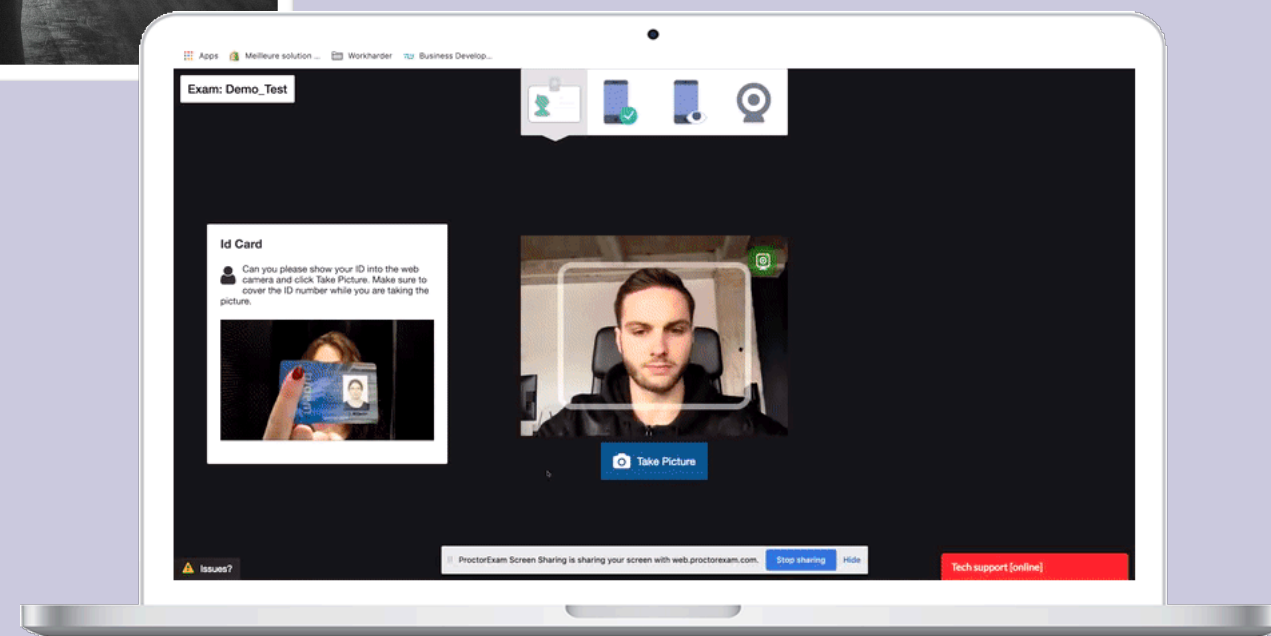 Apps Meilleure solution ... Workharder Business Develop...
Exam: Demo_Test
Id Card
Can you please show your ID into the web
camera and click Take Picture. Make sure to
cover the ID number while you are taking the
picture.
Take Picture
ProctorExam Screen Sharing is sharing your screen with web.proctorexam.com. Stop sharing Hide
Issues?
Tech support [online]